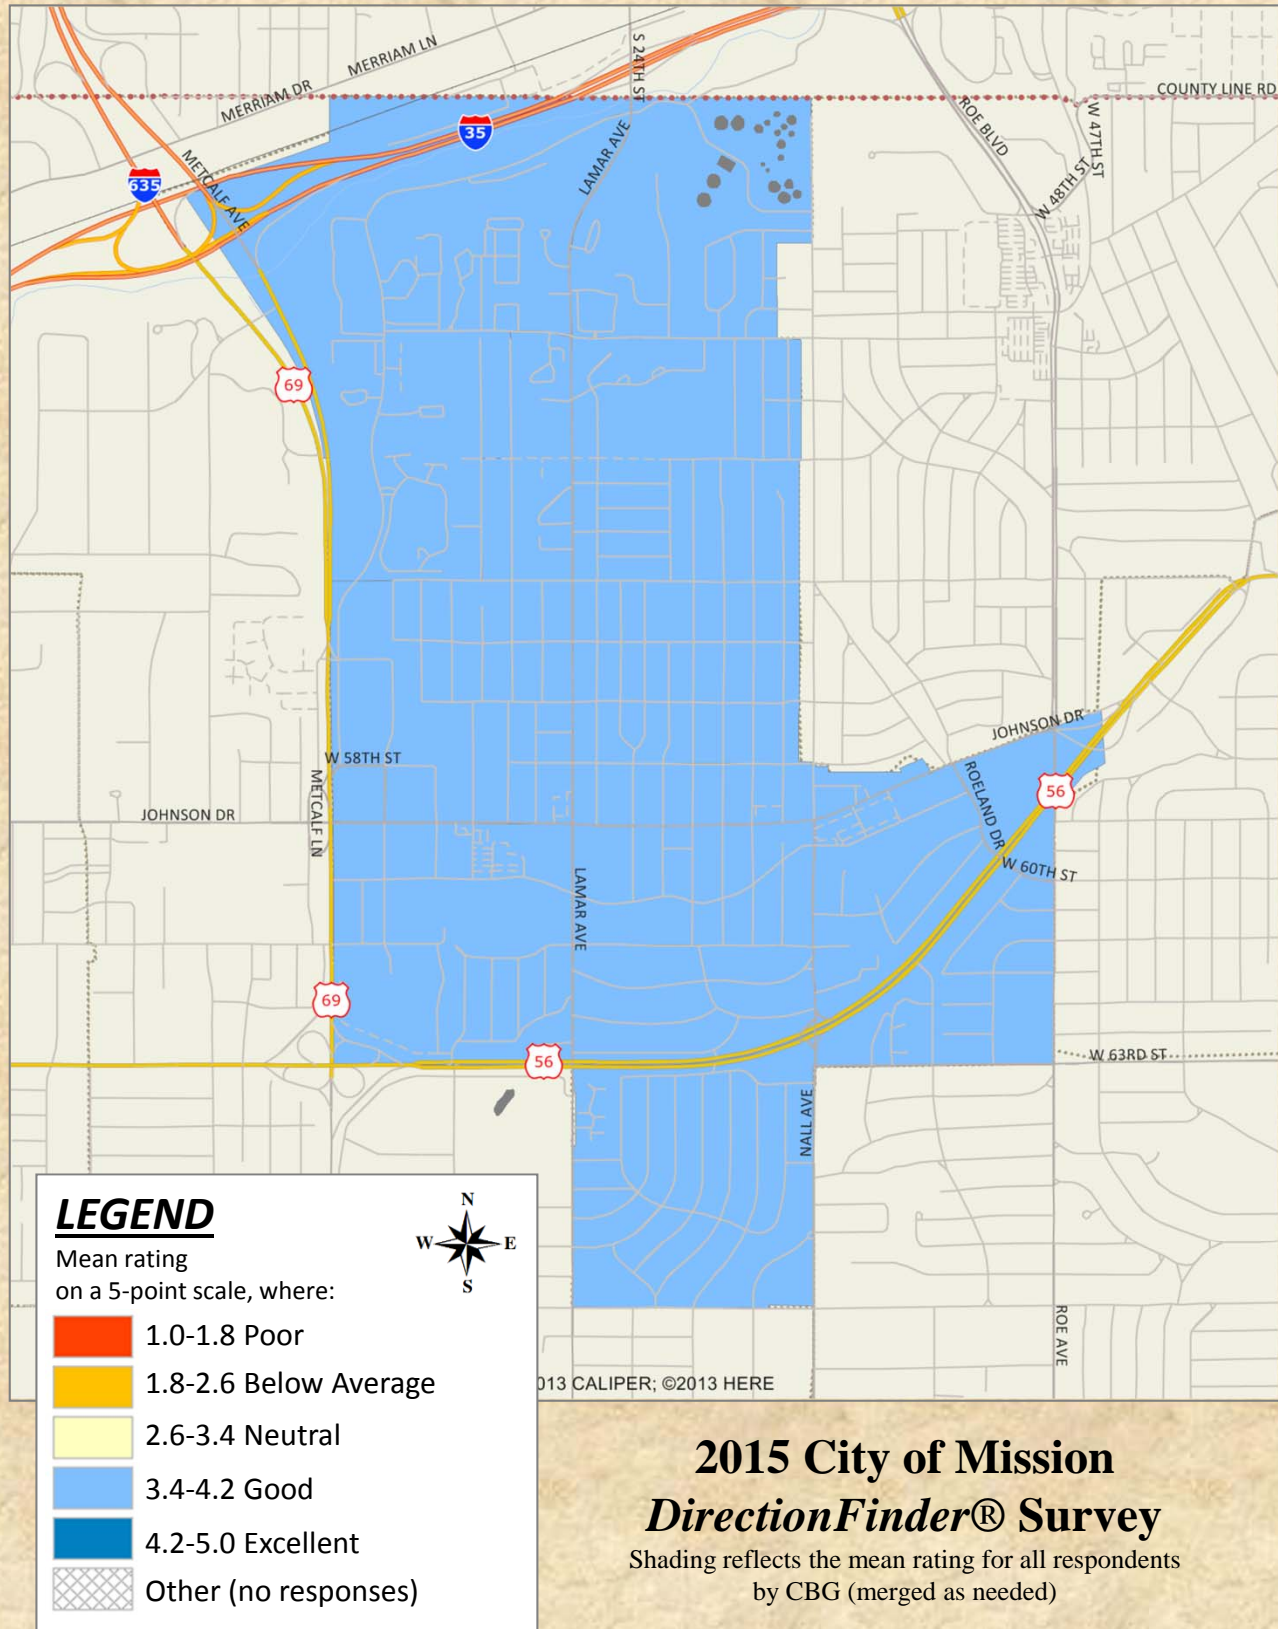 MERRIAM LN
MERRIAM DR
S 24TH ST
COUNTY LINE RD
35
LAMAR AVE
ROE BLVD
W 47TH ST
W 48TH ST
METCALF AVE
635
69
JOHNSON DR
W 58TH ST
ROELAND DR
56
METCALF LN
JOHNSON DR
W 60TH ST
LAMAR AVE
69
56
W 63RD ST
NALL AVE
ROE AVE
013 CALIPER; ©2013 HERE
LEGEND
Mean rating
on a 5-point scale, where:
N
W E
S
1.0-1.8 Poor
1.8-2.6 Below Average
2.6-3.4 Neutral
3.4-4.2 Good
4.2-5.0 Excellent
Other (no responses)
2015 City of Mission
DirectionFinder® Survey
Shading reflects the mean rating for all respondents
by CBG (merged as needed)